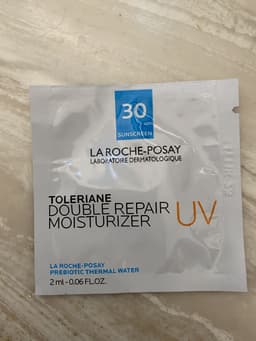 30
SUNSCREEN
LA ROCHE-POSAY
LABORATOIRE DERMATOLOGIQUE
TOLERIANE
DOUBLE REPAIR
MOISTURIZER UV
LA ROCHE-POSAY
PREBIOTIC THERMAL WATER
2 ml - 0.06 FL.OZ.